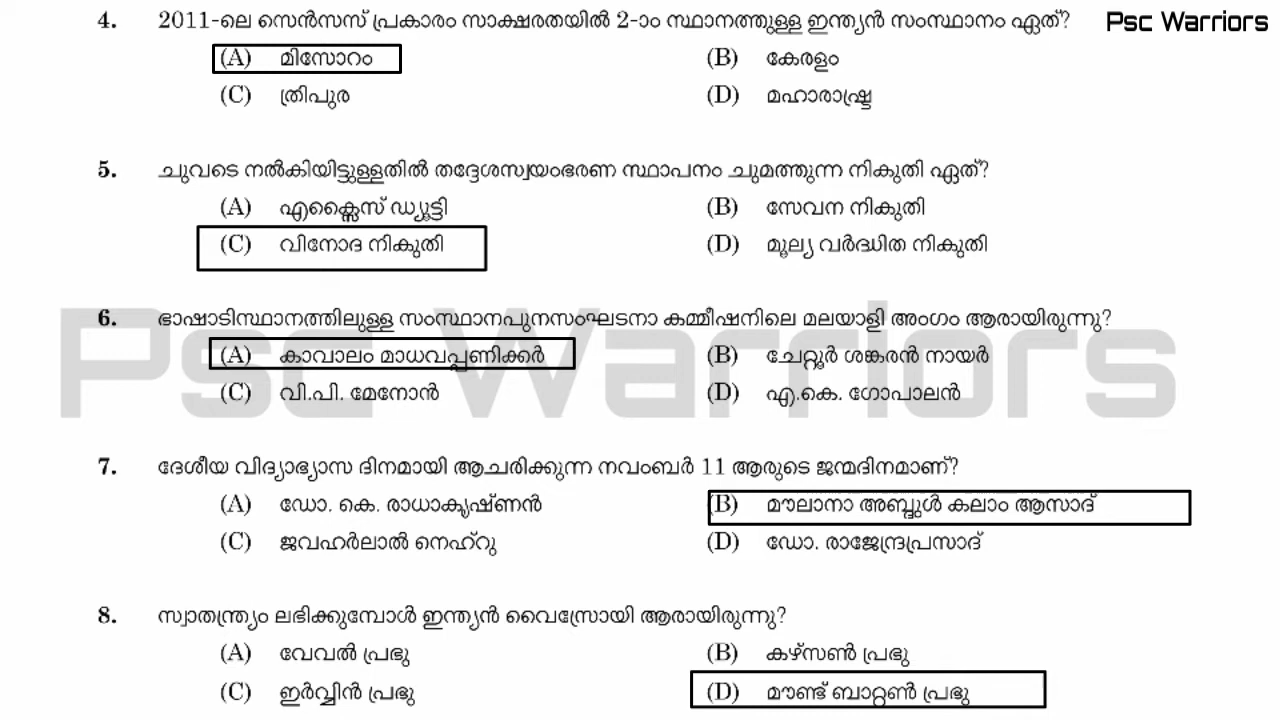 Psc Warriors
4. 2011-ലെ സെൻസസ് പ്രകാരം സാക്ഷരതയിൽ 2-ാം സ്ഥാനത്തുള്ള ഇന്ത്യൻ സംസ്ഥാനം ഏത്?
(A) മിസോറം (B) കേരളം
(C) ത്രിപുര (D) മഹാരാഷ്ട്ര
5. ചുവടെ നൽകിയിട്ടുള്ളതിൽ തദ്ദേശസ്വയംഭരണ സ്ഥാപനം ചുമത്തുന്ന നികുതി ഏത്?
(A) എക്സൈസ് ഡ്യൂട്ടി (B) സേവന നികുതി
(C) വിനോദ നികുതി (D) മൂല്യ വർദ്ധിത നികുതി
Psc Warriors
6. ഭാഷാടിസ്ഥാനത്തിലുള്ള സംസ്ഥാനപുനസംഘടനാ കമ്മീഷനിലെ മലയാളി അംഗം ആരായിരുന്നു?
(A) കാവാലം മാധവപ്പണിക്കർ (B) ചേറ്റൂർ ശങ്കരൻ നായർ
(C) വി.പി. മേനോൻ (D) എ.കെ. ഗോപാലൻ
7. ദേശീയ വിദ്യാഭ്യാസ ദിനമായി ആചരിക്കുന്ന നവംബർ 11 ആരുടെ ജന്മദിനമാണ്?
(A) ഡോ. കെ. രാധാകൃഷ്ണൻ (B) മൗലാനാ അബ്ദുൾ കലാം ആസാദ്
(C) ജവഹർലാൽ നെഹ്റു (D) ഡോ. രാജേന്ദ്രപ്രസാദ്
8. സ്വാതന്ത്ര്യം ലഭിക്കുമ്പോൾ ഇന്ത്യൻ വൈസ്രോയി ആരായിരുന്നു?
(A) വേവൽ പ്രഭു (B) കഴ്സൺ പ്രഭു
(C) ഇർവ്വിൻ പ്രഭു (D) മൗണ്ട് ബാറ്റൺ പ്രഭു